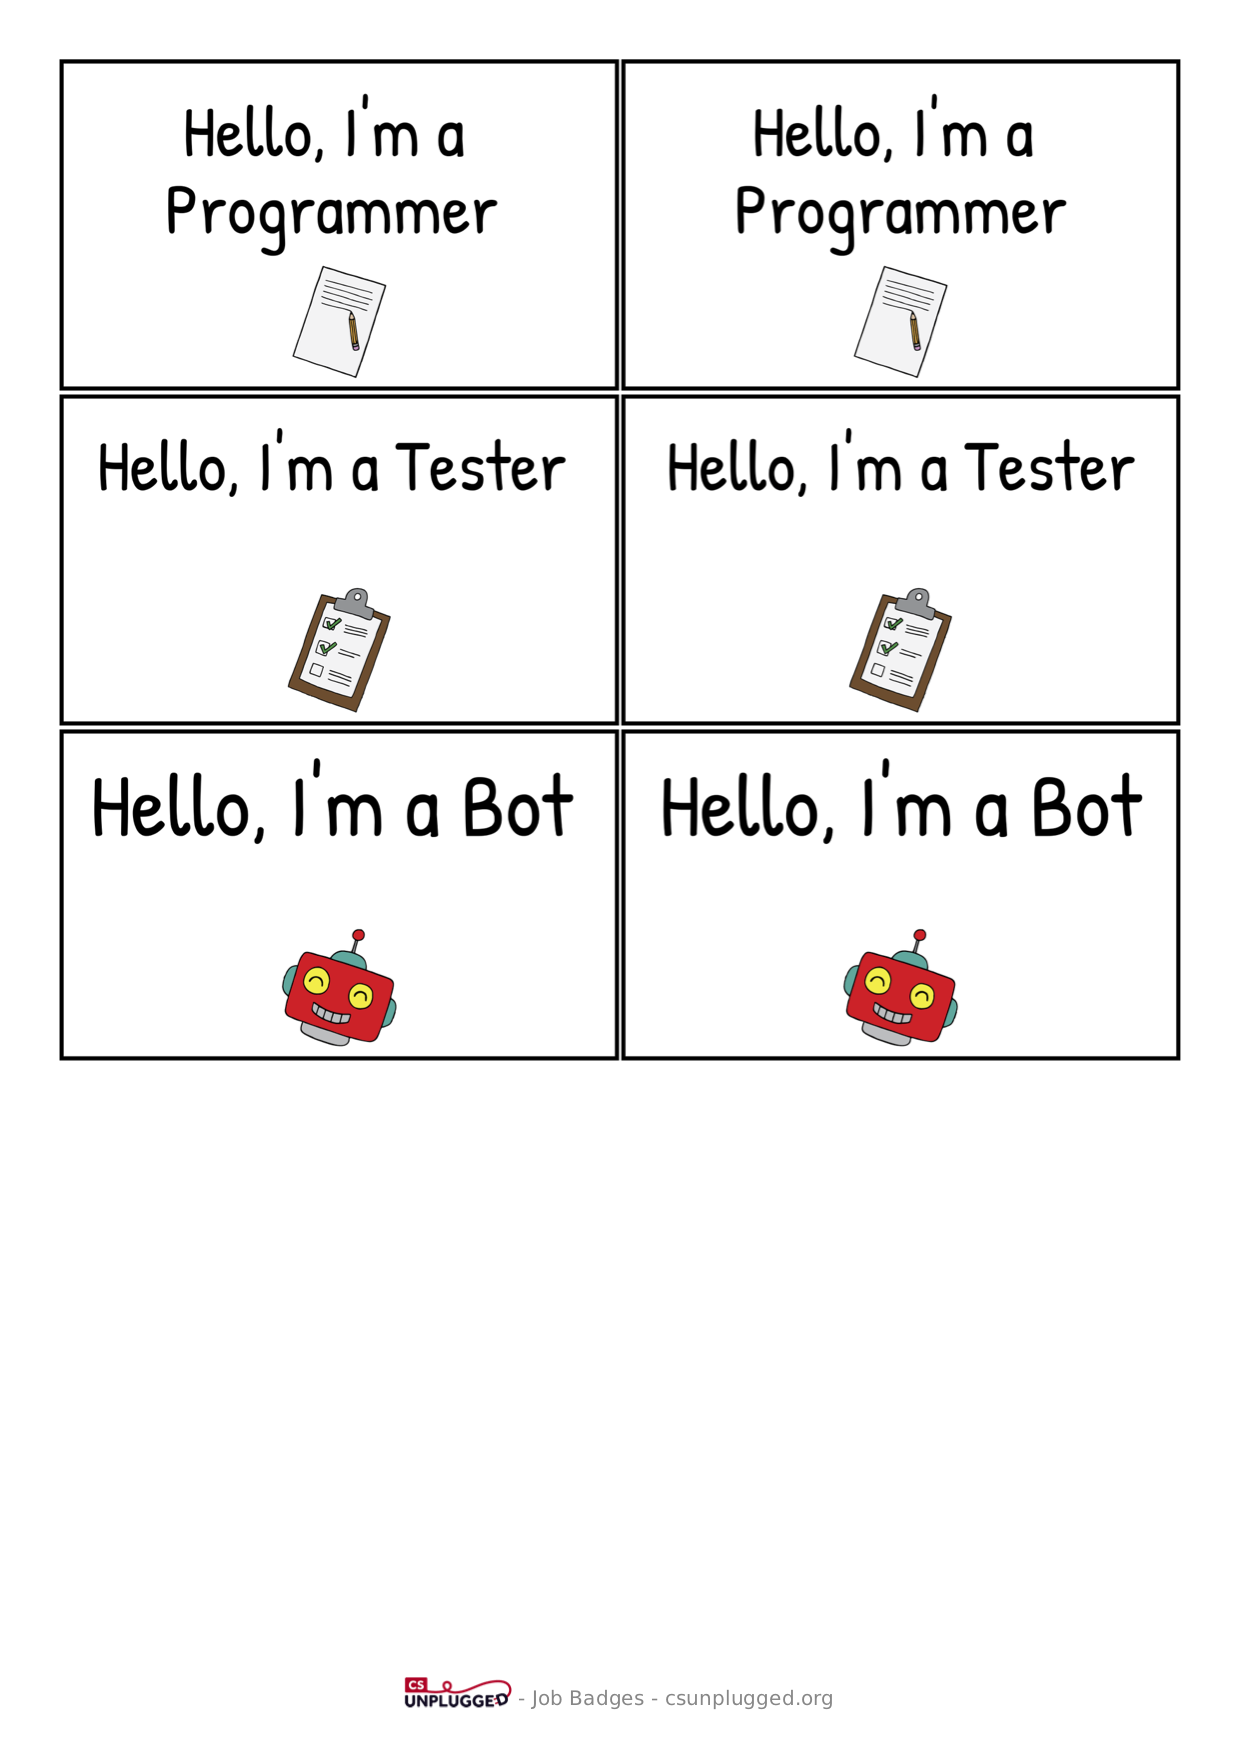 Hello, I'm a
Programmer
Hello, I'm a
Programmer
Hello, I'm a Tester
Hello, I'm a Tester
Hello, I'm a Bot
Hello, I'm a Bot
CS
UNPLUGGED - Job Badges - csunplugged.org